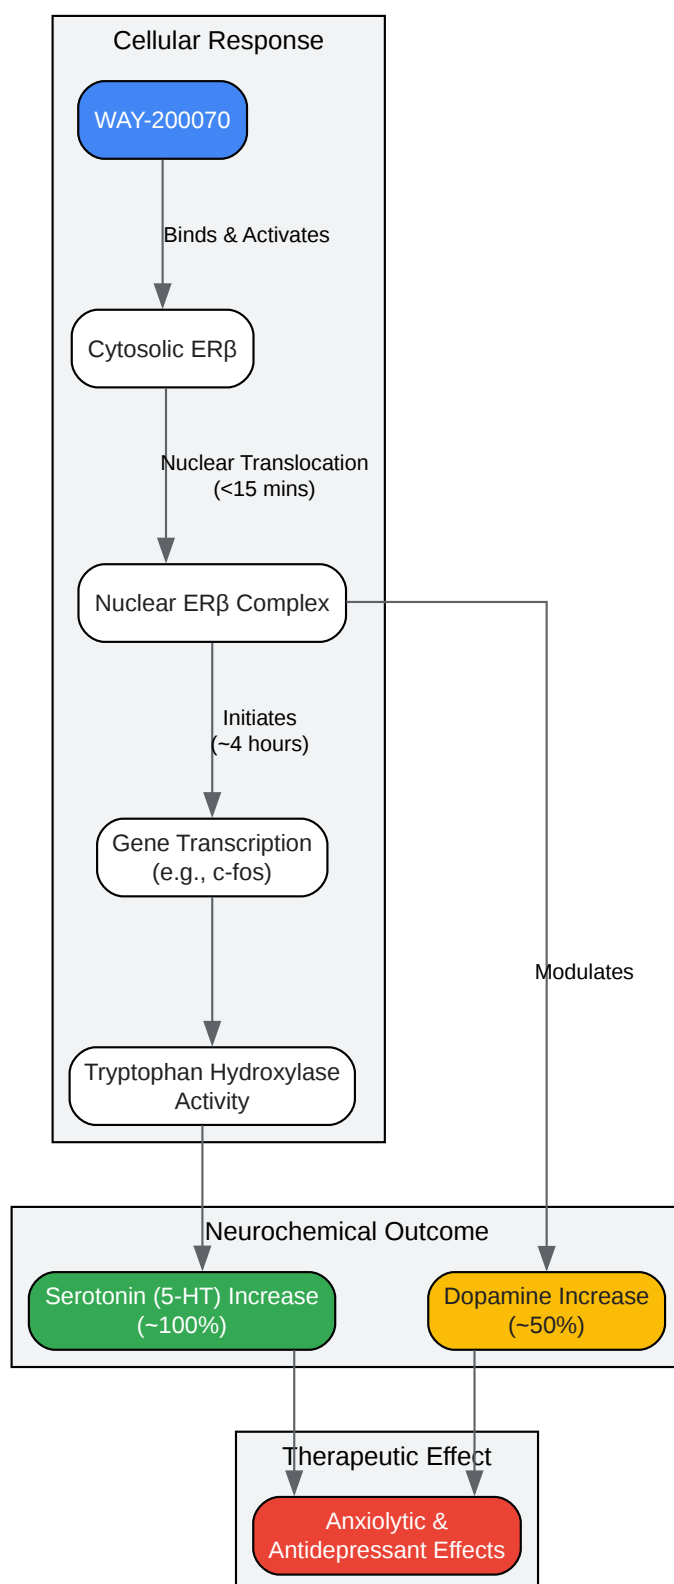 Cellular Response
WAY-200070
Binds & Activates
Cytosolic ERβ
Nuclear Translocation
(<15 mins)
Nuclear ERβ Complex
Initiates
(~4 hours)
Gene Transcription
(e.g., c-fos)
Modulates
Tryptophan Hydroxylase
Activity
Neurochemical Outcome
Serotonin (5-HT) Increase
(~100%)
Dopamine Increase
(~50%)
Therapeutic Effect
Anxiolytic &
Antidepressant Effects